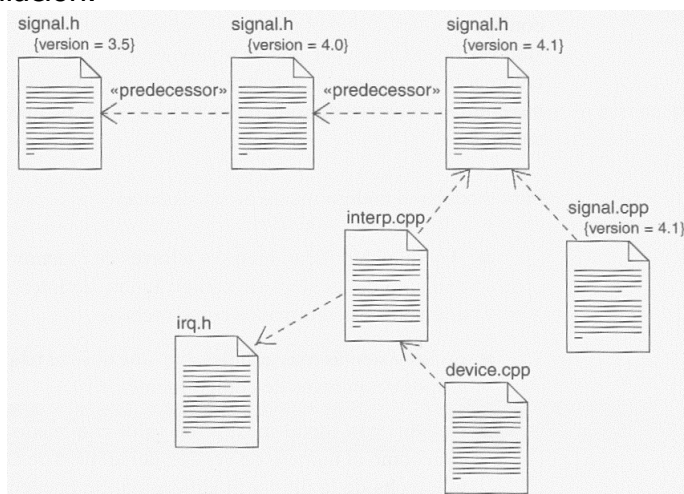 signal.h signal.h signal.h
{version = 3.5} {version = 4.0} {version = 4.1}
«predecessor» «predecessor»
interp.cpp
signal.cpp
{version = 4.1}
irq.h
device.cpp